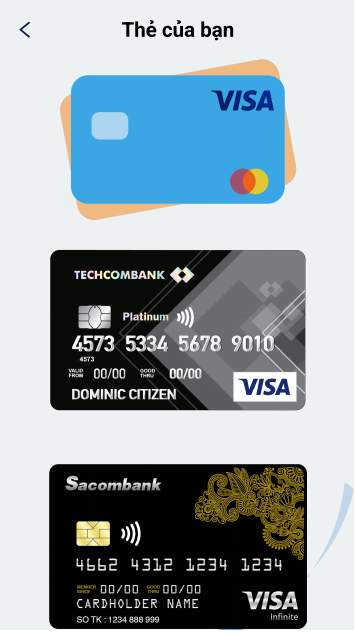 Thẻ của bạn
VISA
TECHCOMBANK
Platinum
4573 5334 5678 9010
4573
VALID FROM 00/00 GOOD THRU 00/00
DOMINIC CITIZEN
VISA
Sacombank
4662 4312 1234 1234
MEMBER SINCE 00/00 GOOD THRU 00/00
CARDHOLDER NAME
VISA
Infinite
SO TK : 1234 888 999